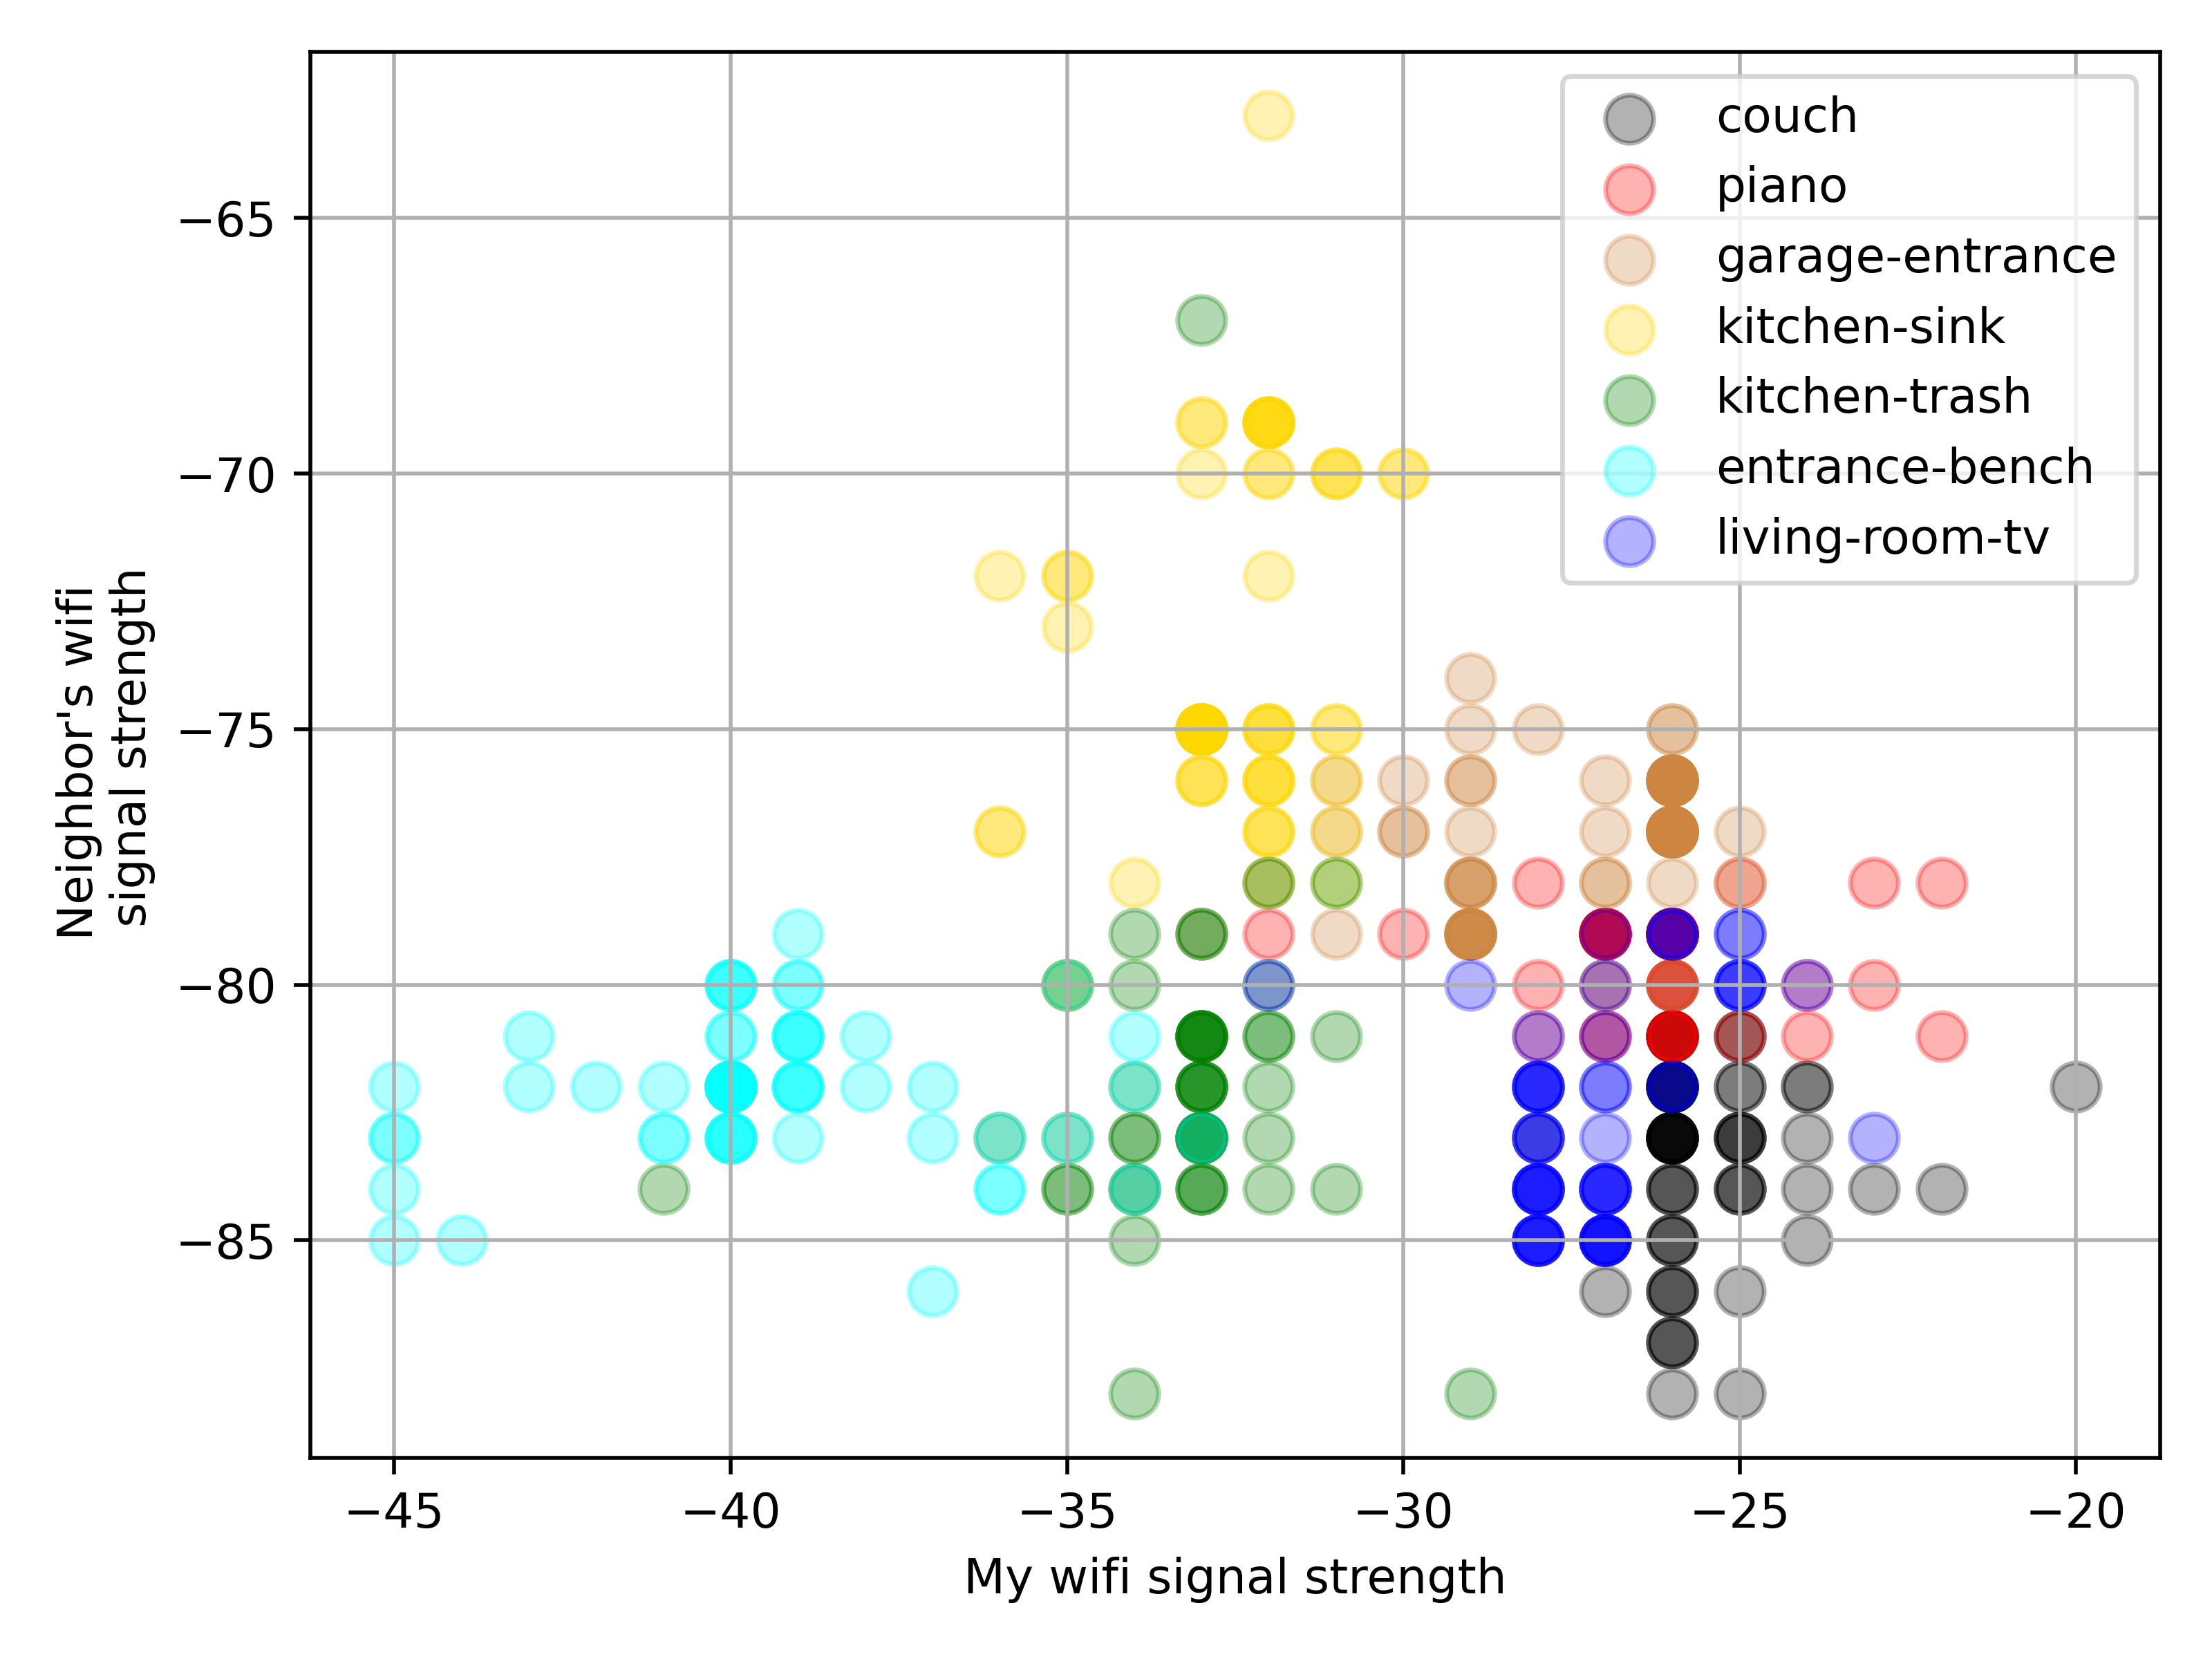 couch
piano
garage-entrance
kitchen-sink
kitchen-trash
entrance-bench
living-room-tv
−65
−70
−75
−80
−85
Neighbor's wifi
signal strength
−45 −40 −35 −30 −25 −20
My wifi signal strength